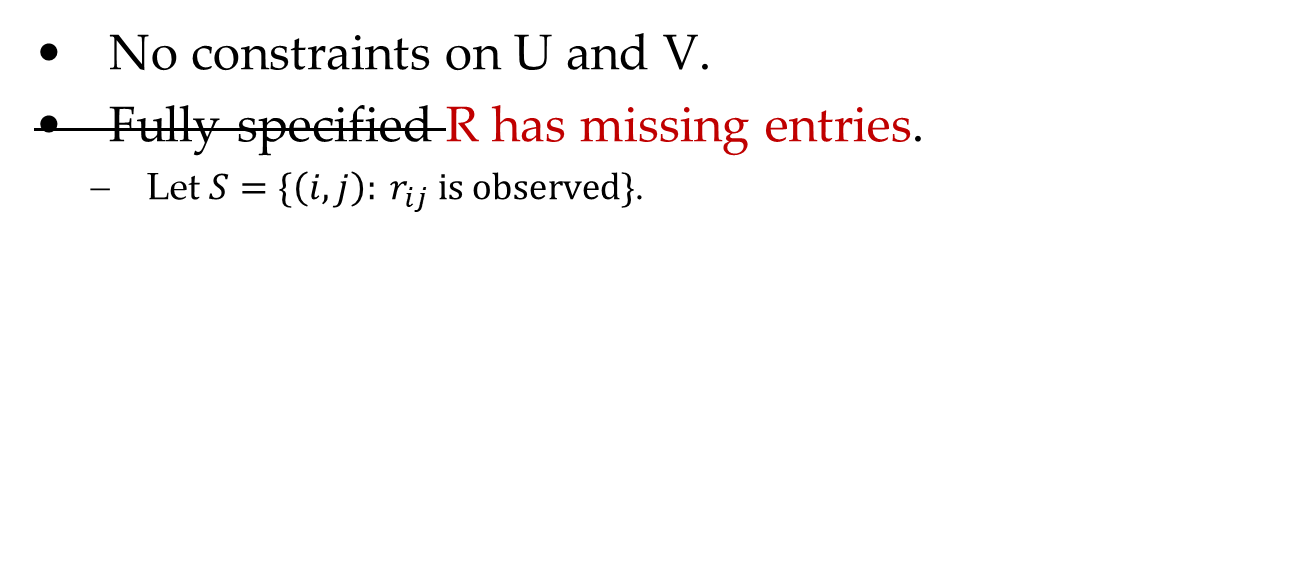 • No constraints on U and V.
• Fully specified R has missing entries.
– Let S = {(i, j): r_ij is observed}.